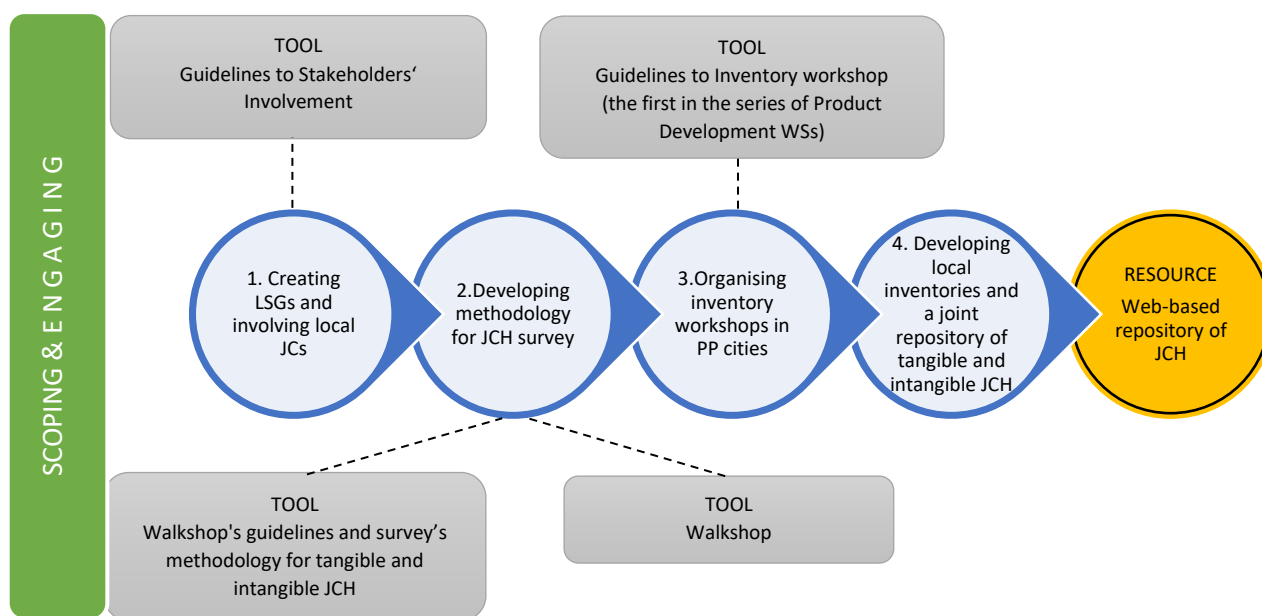 SCOPING & ENGAGING
TOOL
Guidelines to Stakeholders‘
Involvement
TOOL
Guidelines to Inventory workshop
(the first in the series of Product
Development WSs)
1. Creating
LSGs and
involving local
JCs
2.Developing
methodology
for JCH survey
3.Organising
inventory
workshops in
PP cities
4. Developing
local
inventories and
a joint
repository of
tangible and
intangible JCH
RESOURCE
Web-based
repository of
JCH
TOOL
Walkshop's guidelines and survey’s
methodology for tangible and
intangible JCH
TOOL
Walkshop